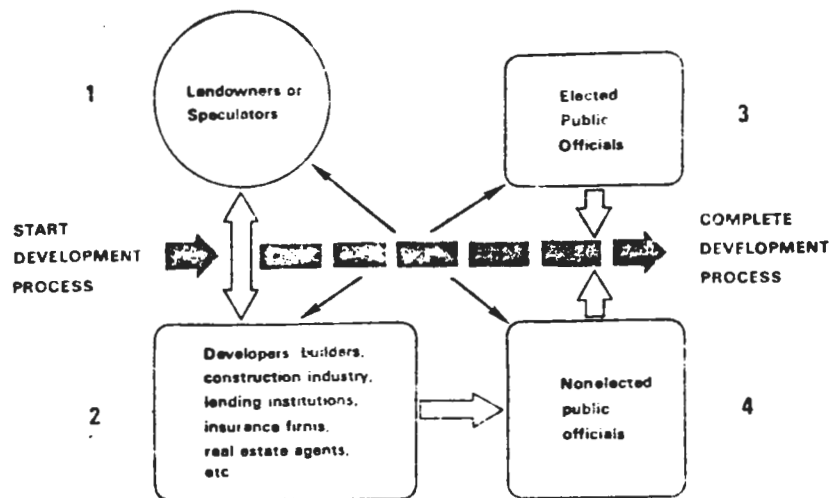 1
Landowners or
Speculators
Elected
Public
Officials
3
START
DEVELOPMENT
PROCESS
COMPLETE
DEVELOPMENT
PROCESS
2
Developers builders,
construction industry,
lending institutions,
insurance firms,
real estate agents,
etc
Nonelected
public
officials
4